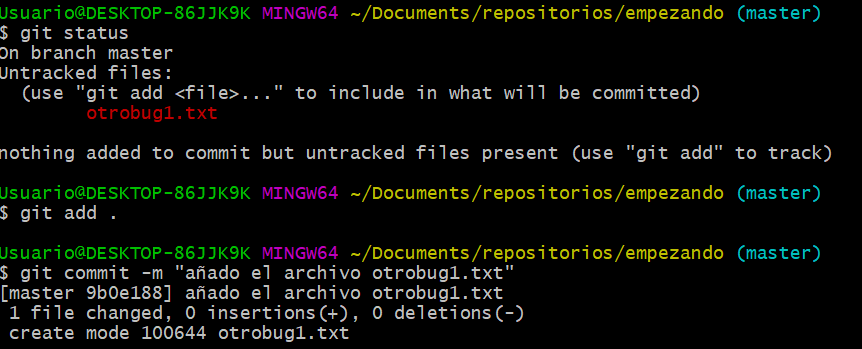 Usuario@DESKTOP-86JJK9K MINGW64 ~/Documents/repositorios/empezando (master)
$ git status
On branch master
Untracked files:
  (use "git add <file>..." to include in what will be committed)
        otrobug1.txt

nothing added to commit but untracked files present (use "git add" to track)

Usuario@DESKTOP-86JJK9K MINGW64 ~/Documents/repositorios/empezando (master)
$ git add .

Usuario@DESKTOP-86JJK9K MINGW64 ~/Documents/repositorios/empezando (master)
$ git commit -m "añado el archivo otrobug1.txt"
[master 9b0e188] añado el archivo otrobug1.txt
 1 file changed, 0 insertions(+), 0 deletions(-)
 create mode 100644 otrobug1.txt